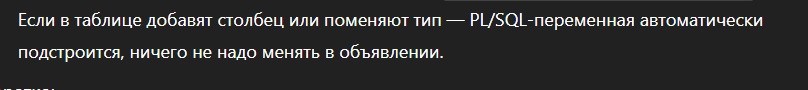 Если в таблице добавят столбец или поменяют тип — PL/SQL-переменная автоматически
подстроится, ничего не надо менять в объявлении.